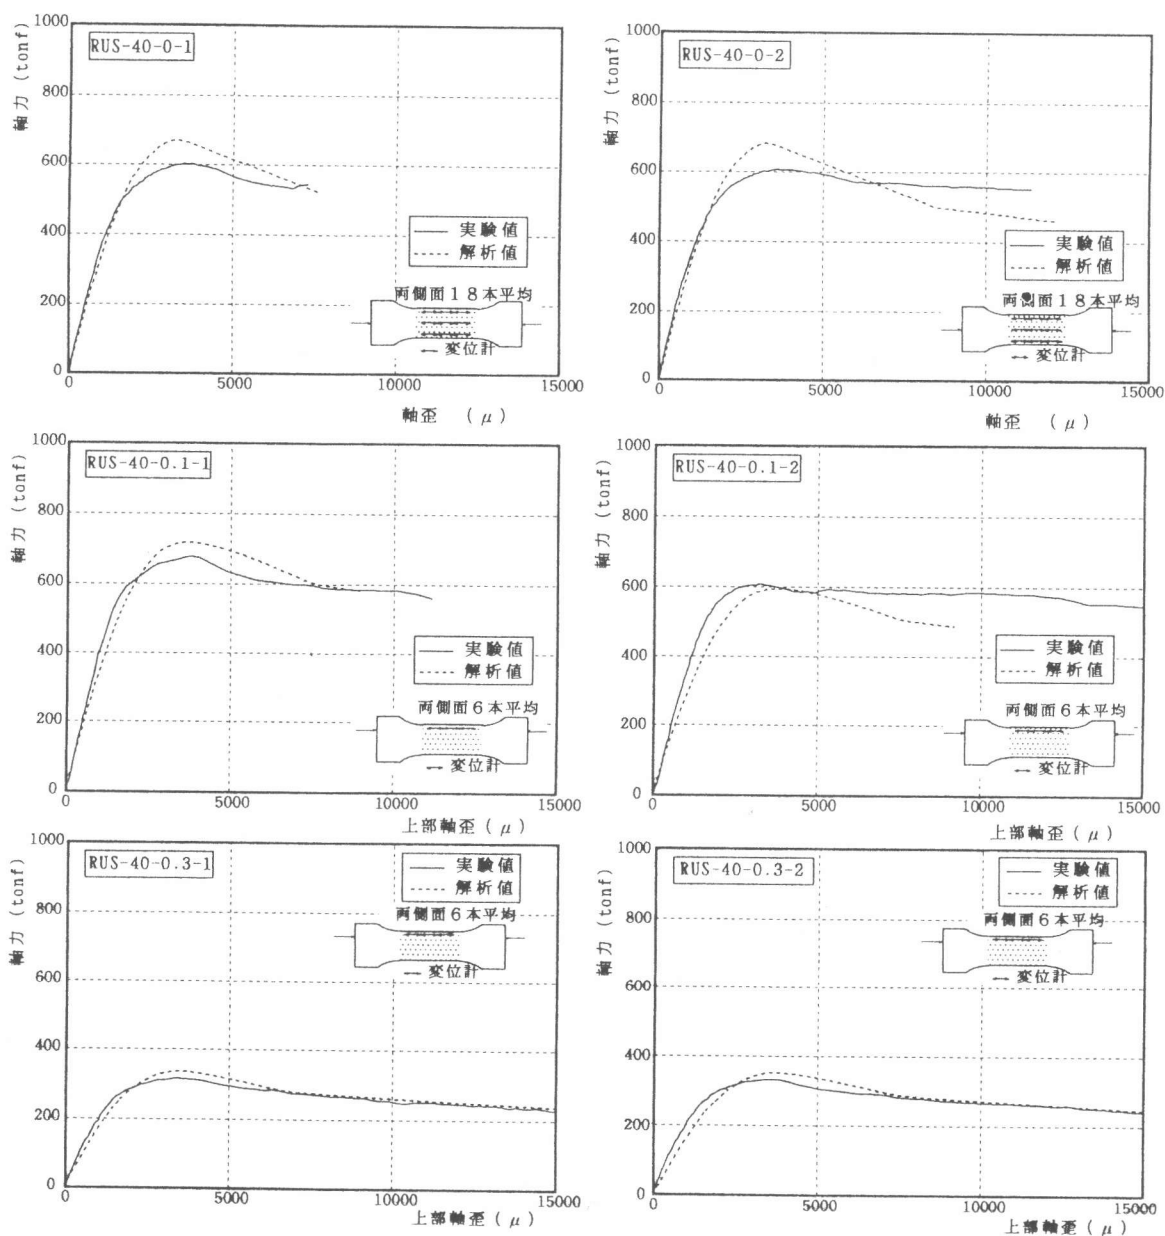 軸力 (tonf)
1000
800
600
400
200
0
RUS-40-0-1
実験値
解析値
両側面18本平均
変位計
0 5000 10000 15000
軸歪 (μ)
軸力 (tonf)
1000
800
600
400
200
0
RUS-40-0-2
実験値
解析値
両側面18本平均
変位計
0 5000 10000 15000
軸歪 (μ)
軸力 (tonf)
1000
800
600
400
200
0
RUS-40-0.1-1
実験値
解析値
両側面6本平均
変位計
0 5000 10000 15000
上部軸歪 (μ)
軸力 (tonf)
1000
800
600
400
200
0
RUS-40-0.1-2
実験値
解析値
両側面6本平均
変位計
0 5000 10000 15000
上部軸歪 (μ)
軸力 (tonf)
1000
800
600
400
200
0
RUS-40-0.3-1
実験値
解析値
両側面6本平均
変位計
0 5000 10000 15000
上部軸歪 (μ)
軸力 (tonf)
1000
800
600
400
200
0
RUS-40-0.3-2
実験値
解析値
両側面6本平均
変位計
0 5000 10000 15000
上部軸歪 (μ)